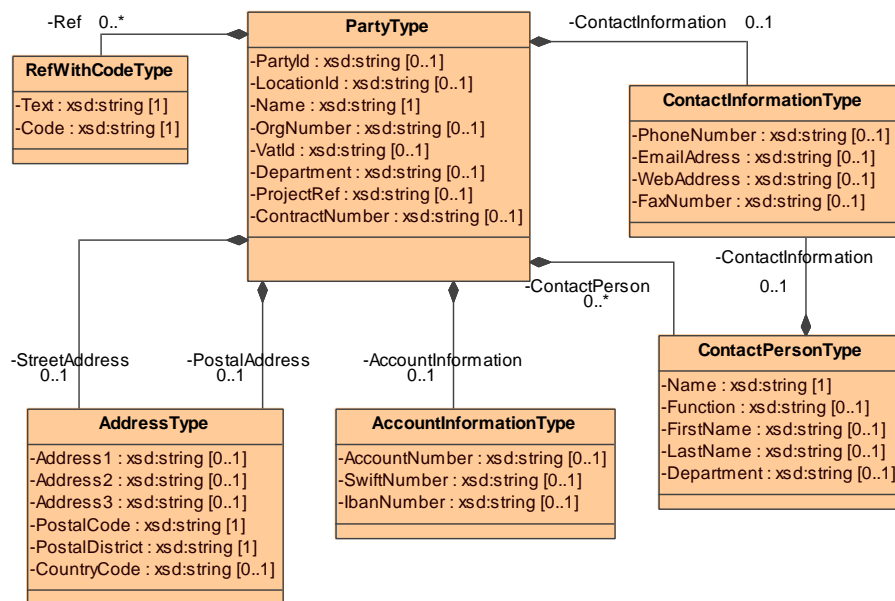 -Ref 0..*
-ContactInformation 0..1
PartyType
-PartyId : xsd:string [0..1]
-LocationId : xsd:string [0..1]
-Name : xsd:string [1]
-OrgNumber : xsd:string [0..1]
-VatId : xsd:string [0..1]
-Department : xsd:string [0..1]
-ProjectRef : xsd:string [0..1]
-ContractNumber : xsd:string [0..1]
RefWithCodeType
-Text : xsd:string [1]
-Code : xsd:string [1]
ContactInformationType
-PhoneNumber : xsd:string [0..1]
-EmailAdress : xsd:string [0..1]
-WebAddress : xsd:string [0..1]
-FaxNumber : xsd:string [0..1]
-ContactInformation
0..1
-ContactPerson
0..*
-StreetAddress
0..1
-PostalAddress
0..1
-AccountInformation
0..1
ContactPersonType
-Name : xsd:string [1]
-Function : xsd:string [0..1]
-FirstName : xsd:string [0..1]
-LastName : xsd:string [0..1]
-Department : xsd:string [0..1]
AddressType
-Address1 : xsd:string [0..1]
-Address2 : xsd:string [0..1]
-Address3 : xsd:string [0..1]
-PostalCode : xsd:string [1]
-PostalDistrict : xsd:string [1]
-CountryCode : xsd:string [0..1]
AccountInformationType
-AccountNumber : xsd:string [0..1]
-SwiftNumber : xsd:string [0..1]
-IbanNumber : xsd:string [0..1]